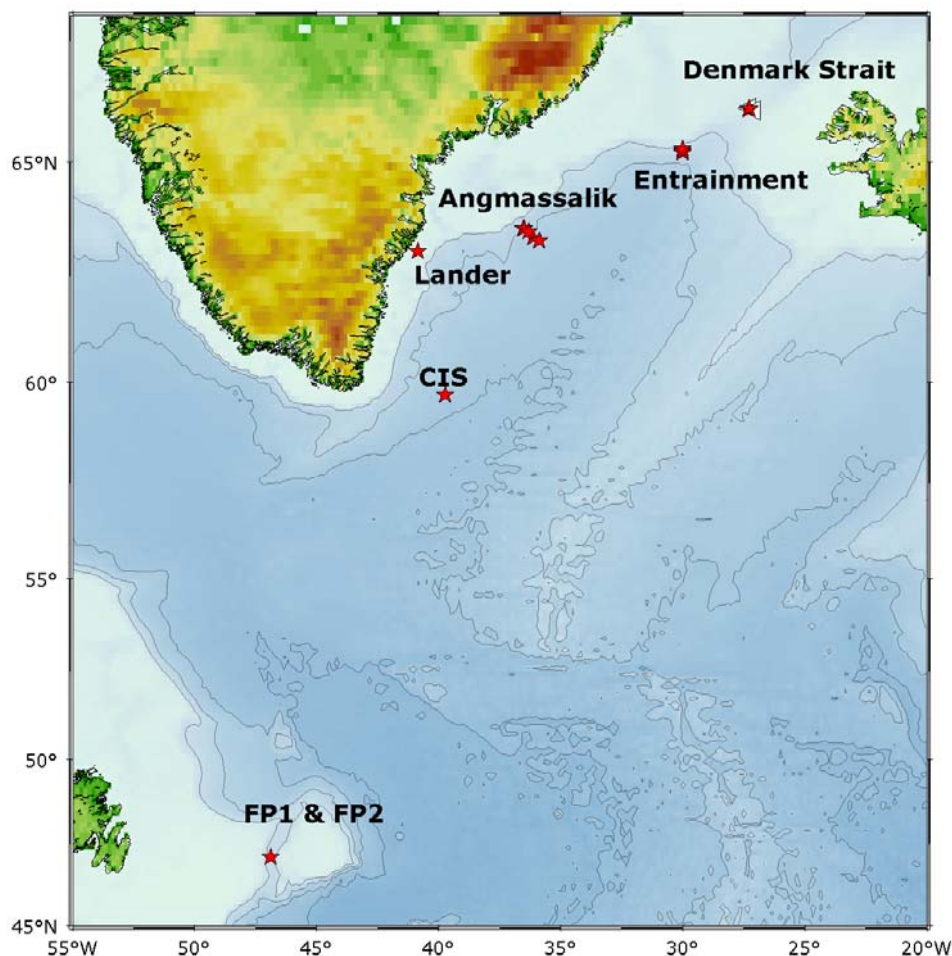 Denmark Strait
65°N
Entrainment
Angmassalik
Lander
60°
CIS
55°
50°
FP1 & FP2
45°N
55°W
50°
45°
40°
35°
30°
25°
20°W